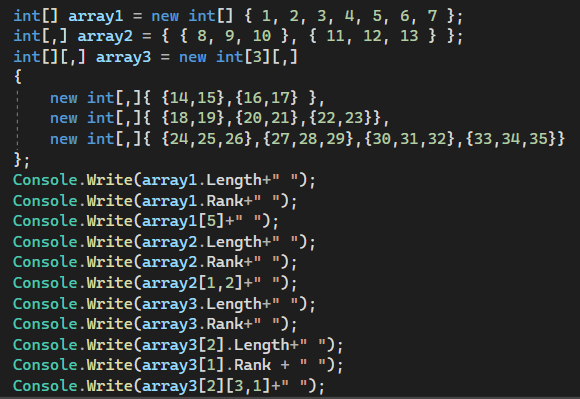 int[] array1 = new int[] { 1, 2, 3, 4, 5, 6, 7 };
int[,] array2 = { { 8, 9, 10 }, { 11, 12, 13 } };
int[][,] array3 = new int[3][,]
{
    new int[,]{ {14,15},{16,17} },
    new int[,]{ {18,19},{20,21},{22,23}},
    new int[,]{ {24,25,26},{27,28,29},{30,31,32},{33,34,35}}
};
Console.Write(array1.Length+" ");
Console.Write(array1.Rank+" ");
Console.Write(array1[5]+" ");
Console.Write(array2.Length+" ");
Console.Write(array2.Rank+" ");
Console.Write(array2[1,2]+" ");
Console.Write(array3.Length+" ");
Console.Write(array3.Rank+" ");
Console.Write(array3[2].Length+" ");
Console.Write(array3[1].Rank + " ");
Console.Write(array3[2][3,1]+" ");